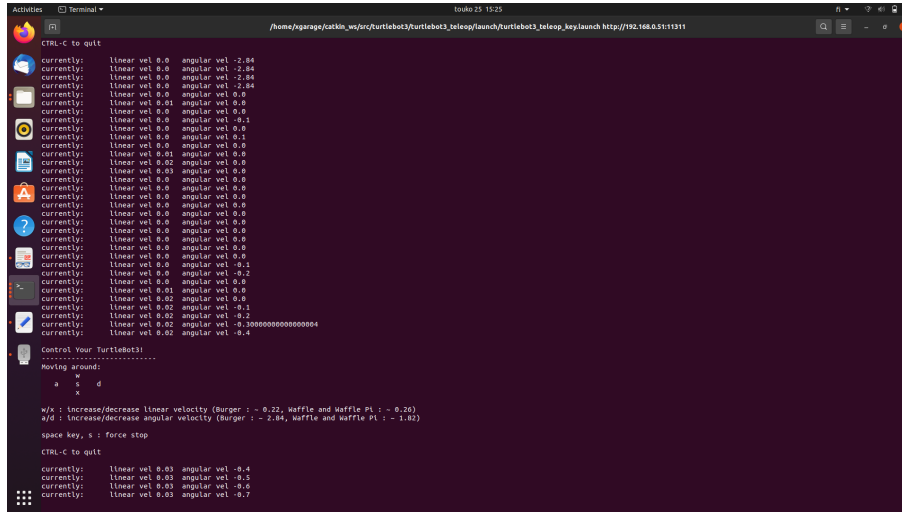 Activities Terminal touko 25 15:25 fi
/home/xgarage/catkin_ws/src/turtlebot3/turtlebot3_teleop/launch/turtlebot3_teleop_key.launch http://192.168.0.51:11311
CTRL-C to quit
currently: linear vel 0.0 angular vel -2.84
currently: linear vel 0.0 angular vel -2.84
currently: linear vel 0.0 angular vel -2.84
currently: linear vel 0.0 angular vel -2.84
currently: linear vel 0.0 angular vel 0.0
currently: linear vel 0.01 angular vel 0.0
currently: linear vel 0.0 angular vel 0.0
currently: linear vel 0.0 angular vel -0.1
currently: linear vel 0.0 angular vel 0.0
currently: linear vel 0.0 angular vel 0.1
currently: linear vel 0.0 angular vel 0.0
currently: linear vel 0.01 angular vel 0.0
currently: linear vel 0.02 angular vel 0.0
currently: linear vel 0.03 angular vel 0.0
currently: linear vel 0.0 angular vel 0.0
currently: linear vel 0.0 angular vel 0.0
currently: linear vel 0.0 angular vel 0.0
currently: linear vel 0.0 angular vel 0.0
currently: linear vel 0.0 angular vel 0.0
currently: linear vel 0.0 angular vel 0.0
currently: linear vel 0.0 angular vel 0.0
currently: linear vel 0.0 angular vel 0.0
currently: linear vel 0.0 angular vel 0.0
currently: linear vel 0.0 angular vel 0.0
currently: linear vel 0.0 angular vel -0.1
currently: linear vel 0.0 angular vel -0.2
currently: linear vel 0.0 angular vel 0.0
currently: linear vel 0.01 angular vel 0.0
currently: linear vel 0.02 angular vel 0.0
currently: linear vel 0.02 angular vel -0.1
currently: linear vel 0.02 angular vel -0.2
currently: linear vel 0.02 angular vel -0.30000000000000004
currently: linear vel 0.02 angular vel -0.4
Control Your TurtleBot3!
---------------------------
Moving around:
w
a s d
x
w/x : increase/decrease linear velocity (Burger : ~ 0.22, Waffle and Waffle Pi : ~ 0.26)
a/d : increase/decrease angular velocity (Burger : ~ 2.84, Waffle and Waffle Pi : ~ 1.82)
space key, s : force stop
CTRL-C to quit
currently: linear vel 0.03 angular vel -0.4
currently: linear vel 0.03 angular vel -0.5
currently: linear vel 0.03 angular vel -0.6
currently: linear vel 0.03 angular vel -0.7